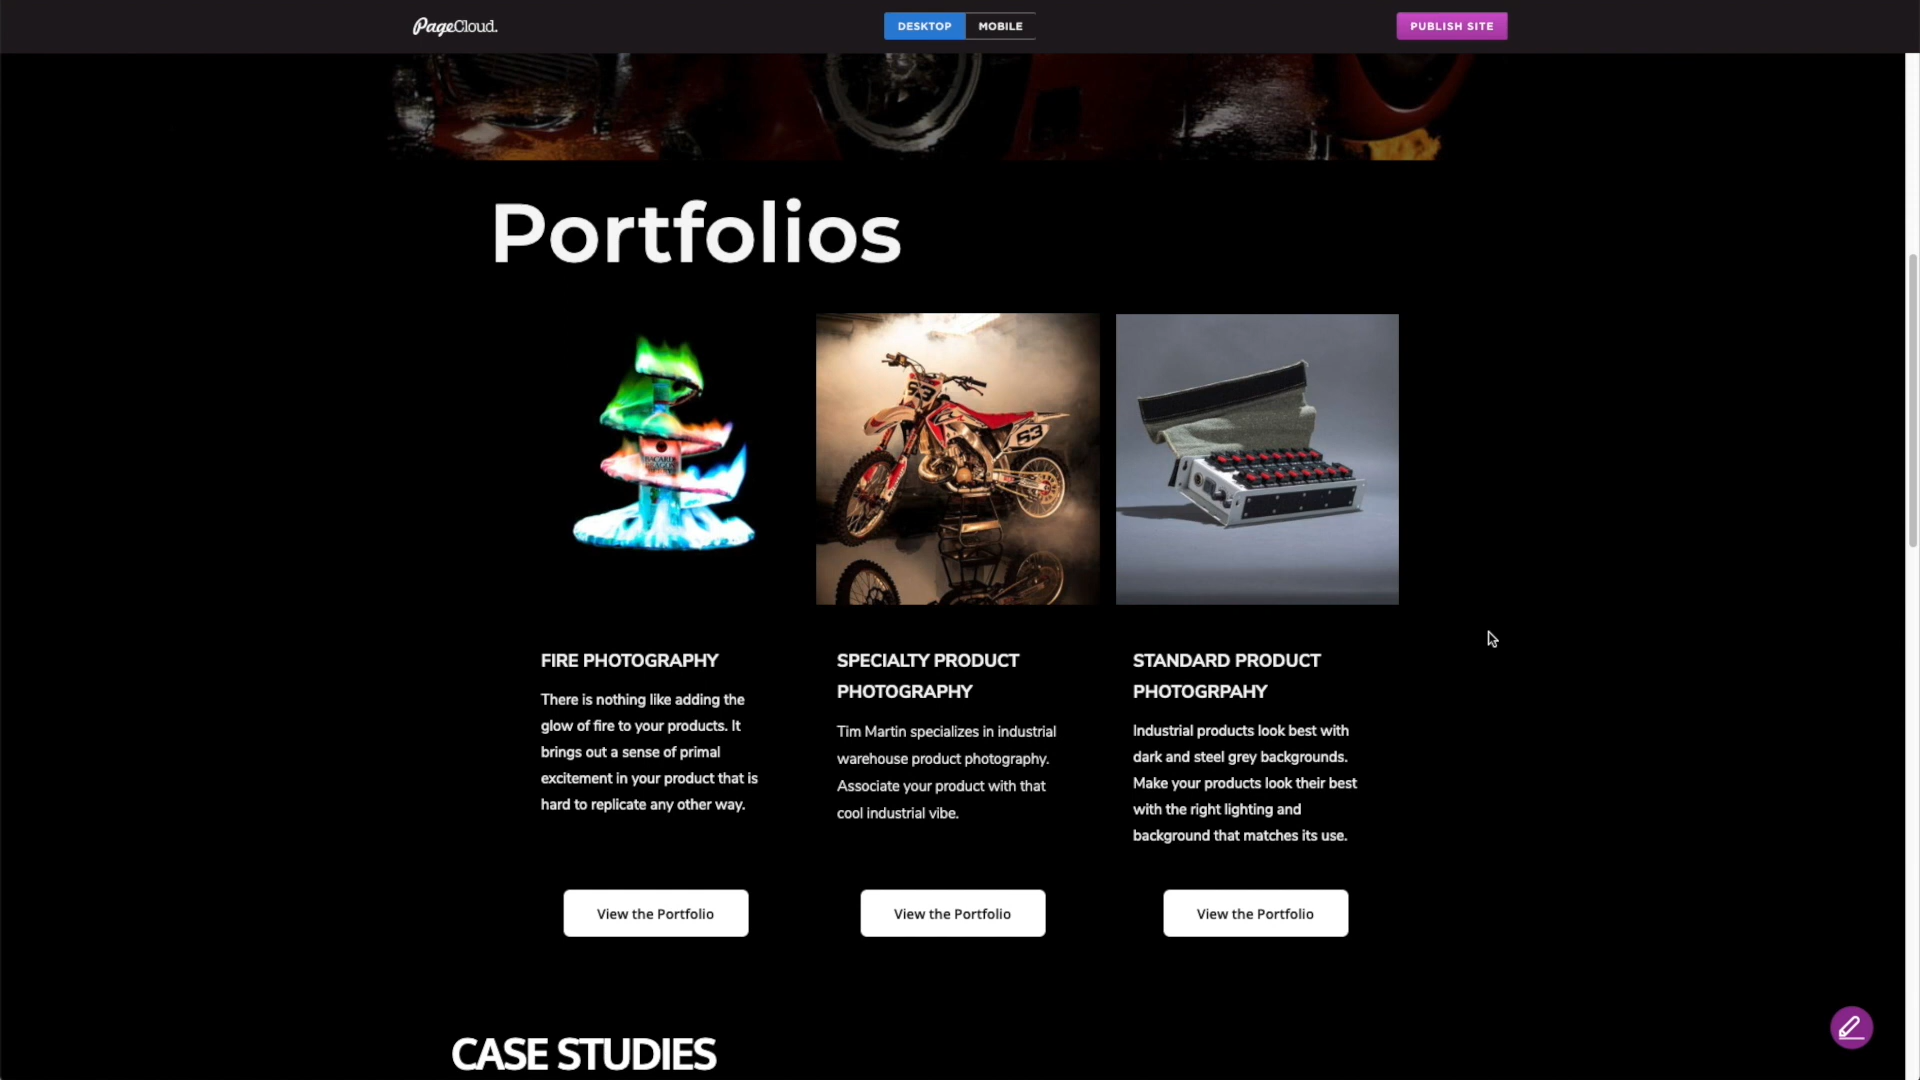 PageCloud.
DESKTOP
MOBILE
PUBLISH SITE
Portfolios
53
53
BACARDI
FIRE PHOTOGRAPHY
There is nothing like adding the
glow of fire to your products. It
brings out a sense of primal
excitement in your product that is
hard to replicate any other way.
View the Portfolio
SPECIALTY PRODUCT
PHOTOGRAPHY
Tim Martin specializes in industrial
warehouse product photography.
Associate your product with that
cool industrial vibe.
View the Portfolio
STANDARD PRODUCT
PHOTOGRPAHY
Industrial products look best with
dark and steel grey backgrounds.
Make your products look their best
with the right lighting and
background that matches its use.
View the Portfolio
CASE STUDIES